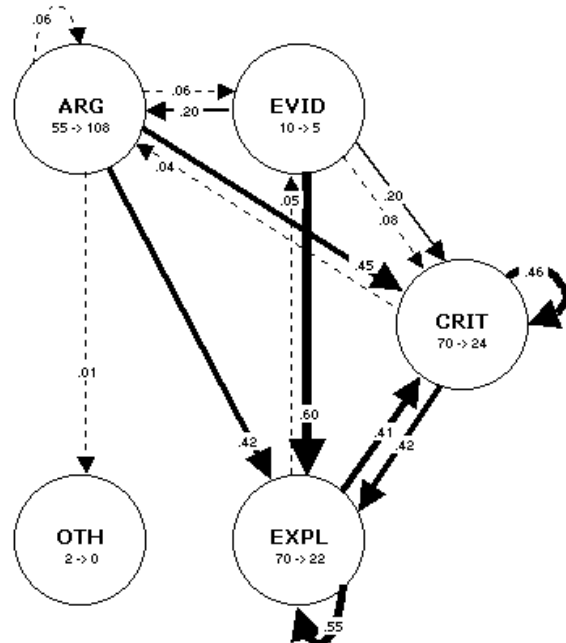 .06
ARG
55 -> 108
.06
.20
EVID
10 -> 5
.04
.05
.20
.08
.45
.46
CRIT
70 -> 24
.01
.42
.60
.41
.42
OTH
2 -> 0
EXPL
70 -> 22
.55